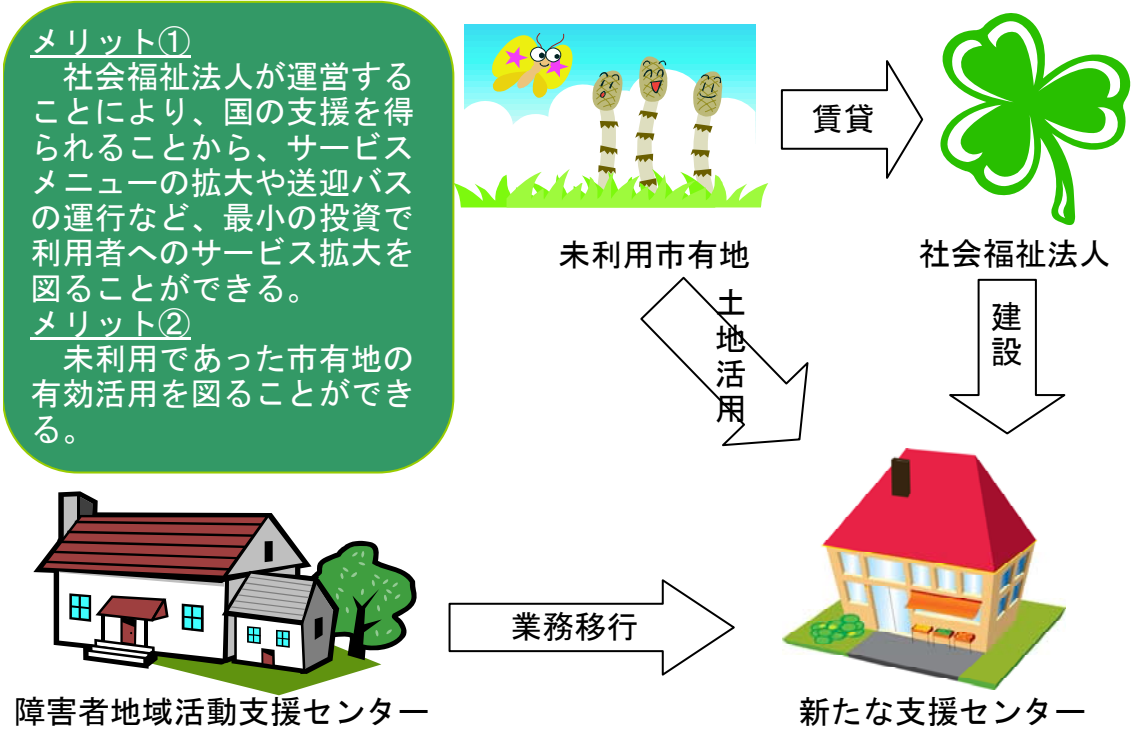 メリット①
　社会福祉法人が運営する
ことにより、国の支援を得
られることから、サービス
メニューの拡大や送迎バス
の運行など、最小の投資で
利用者へのサービス拡大を
図ることができる。
メリット②
　未利用であった市有地の
有効活用を図ることができ
る。
賃貸
未利用市有地
社会福祉法人
土地活用
建設
業務移行
障害者地域活動支援センター
新たな支援センター